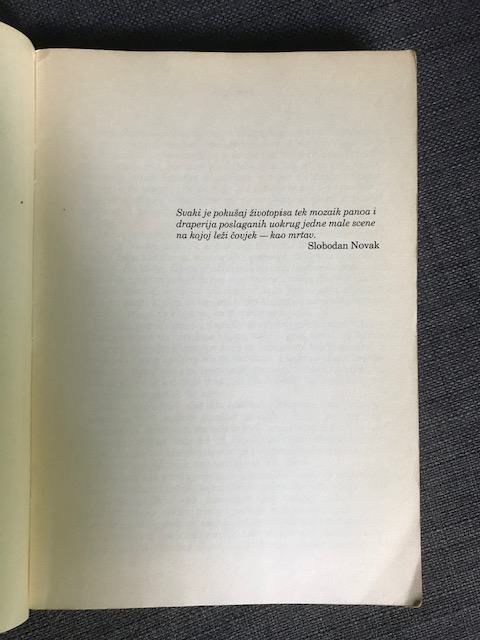 Svaki je pokušaj životopisa tek mozaik panoa i
draperija poslaganih uokrug jedne male scene
na kojoj leži čovjek — kao mrtav.
Slobodan Novak